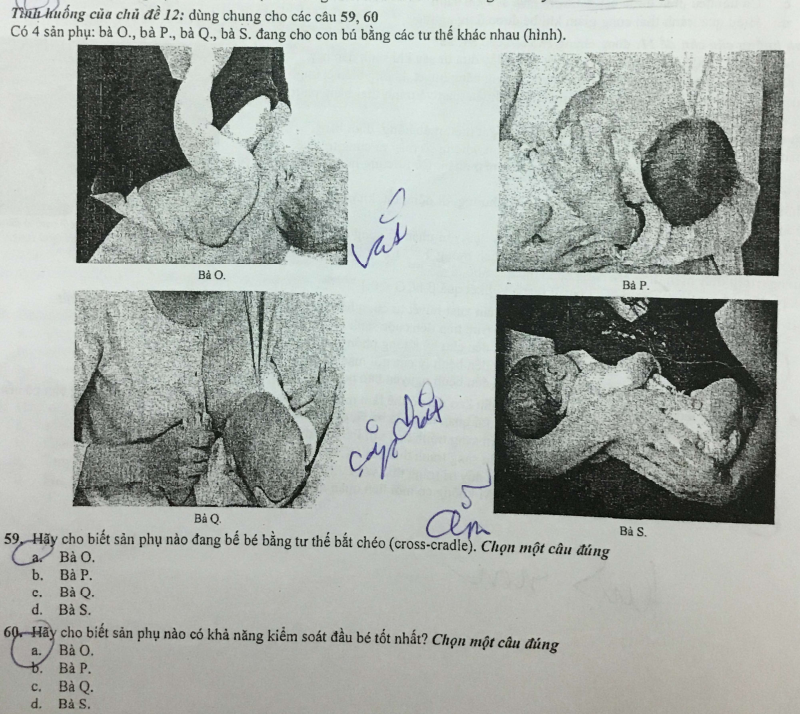 Tình huống của chủ đề 12: dùng chung cho các câu 59, 60
Có 4 sản phụ: bà O., bà P., bà Q., bà S. đang cho con bú bằng các tư thế khác nhau (hình).
Bà O.
Bà P.
Bà Q.
Bà S.
59. Hãy cho biết sản phụ nào đang bế bé bằng tư thế bắt chéo (cross-cradle). Chọn một câu đúng
a. Bà O.
b. Bà P.
c. Bà Q.
d. Bà S.
60. Hãy cho biết sản phụ nào có khả năng kiểm soát đầu bé tốt nhất? Chọn một câu đúng
a. Bà O.
b. Bà P.
c. Bà Q.
d. Bà S.